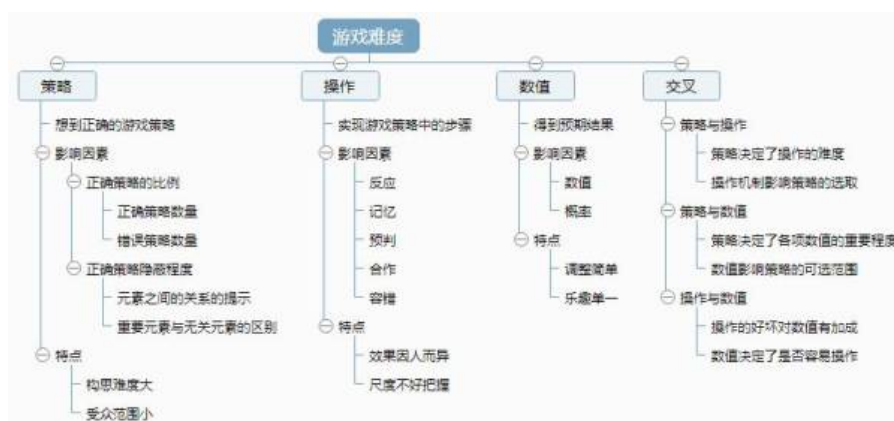 游戏难度
策略
想到正确的游戏策略
影响因素
正确策略的比例
正确策略数量
错误策略数量
正确策略隐蔽程度
元素之间的关系的提示
重要元素与无关元素的区别
特点
构思难度大
受众范围小
操作
实现游戏策略中的步骤
影响因素
反应
记忆
预判
合作
容错
特点
效果因人而异
尺度不好把握
数值
得到预期结果
影响因素
数值
概率
特点
调整简单
乐趣单一
交叉
策略与操作
策略决定了操作的难度
操作机制影响策略的选取
策略与数值
策略决定了各项数值的重要程度
数值影响策略的可选范围
操作与数值
操作的好坏对数值有加成
数值决定了是否容易操作